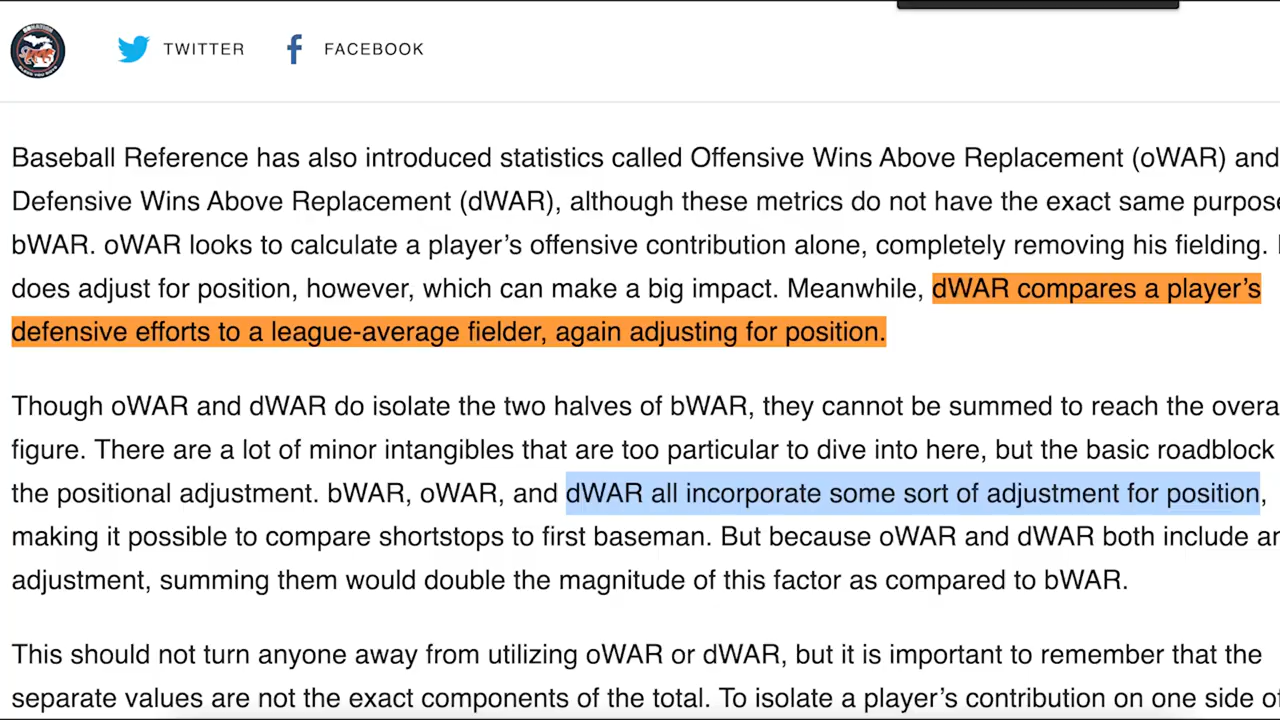 TWITTER
FACEBOOK
Baseball Reference has also introduced statistics called Offensive Wins Above Replacement (oWAR) and
Defensive Wins Above Replacement (dWAR), although these metrics do not have the exact same
bWAR. oWAR looks to calculate a player's offensive contribution alone, completely removing his fielding.
does adjust for position, however, which can make a big impact. Meanwhile, dWAR compares a player's
defensive efforts to a league-average fielder, again adjusting for position.
Though oWAR and dWAR do isolate the two halves of bWAR, they cannot be summed to reach the
figure. There are a lot of minor intangibles that are too particular to dive into here, but the basic roadblock
the positional adjustment. bWAR, oWAR, and dWAR all incorporate some sort of adjustment for position,
making it possible to compare shortstops to first baseman. But because oWAR and dWAR both include
adjustment, summing them would double the magnitude of this factor as compared to bWAR.
This should not turn anyone away from utilizing oWAR or dWAR, but it is important to remember that the
separate values are not the exact components of the total. To isolate a player's contribution on one side